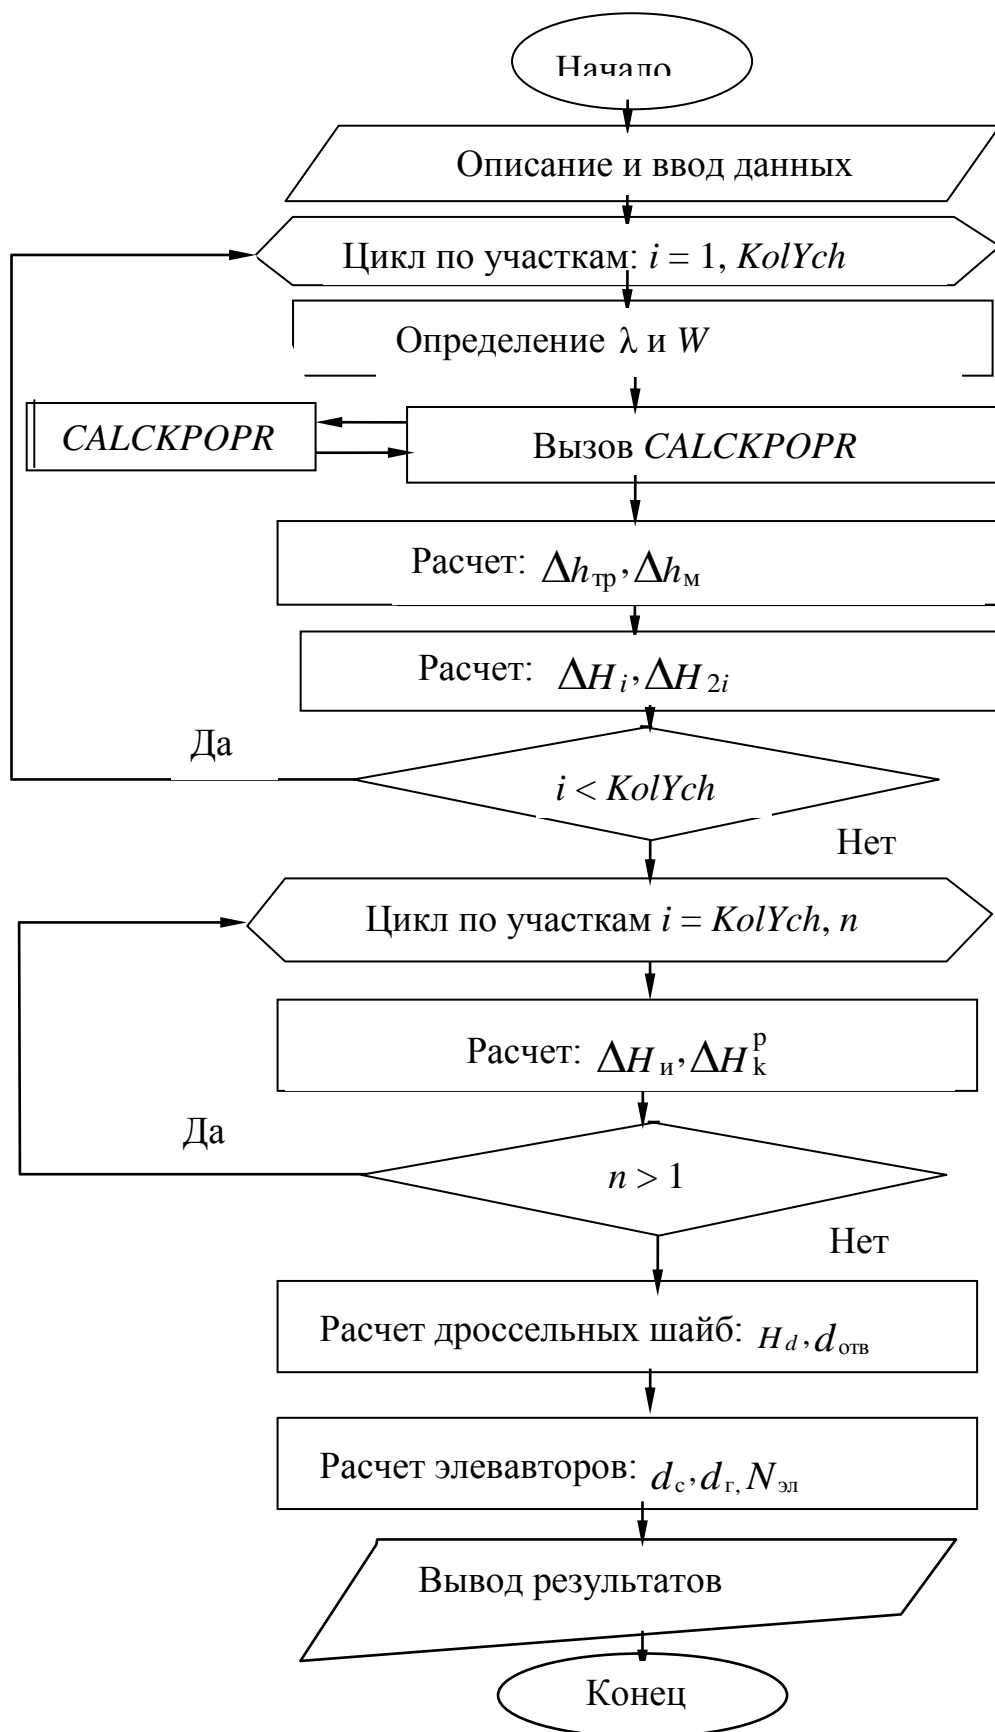 Начало
Описание и ввод данных
Цикл по участкам: i = 1, KolYch
Определение λ и W
CALCKPOPR
Вызов CALCKPOPR
Расчет: Δhтр, Δhм
Расчет: ΔHi, ΔH2i
Да
i < KolYch
Нет
Цикл по участкам i = KolYch, n
Расчет: ΔHи, ΔHkр
Да
n > 1
Нет
Расчет дроссельных шайб: Hd, dотв
Расчет элевавторов: dс, dг, Nэл
Вывод результатов
Конец